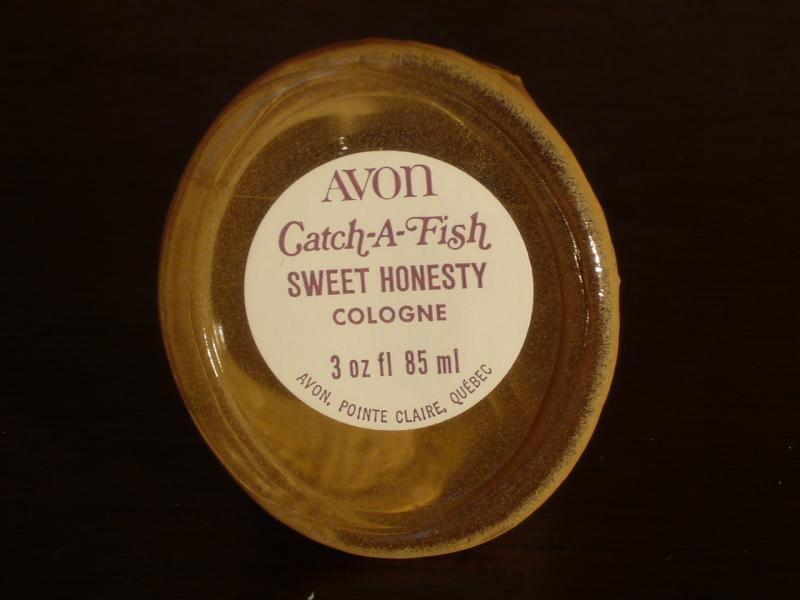 AVON
Catch-A-Fish
SWEET HONESTY
COLOGNE
3 oz fl 85 ml
AVON, POINTE CLAIRE, QUÉBEC